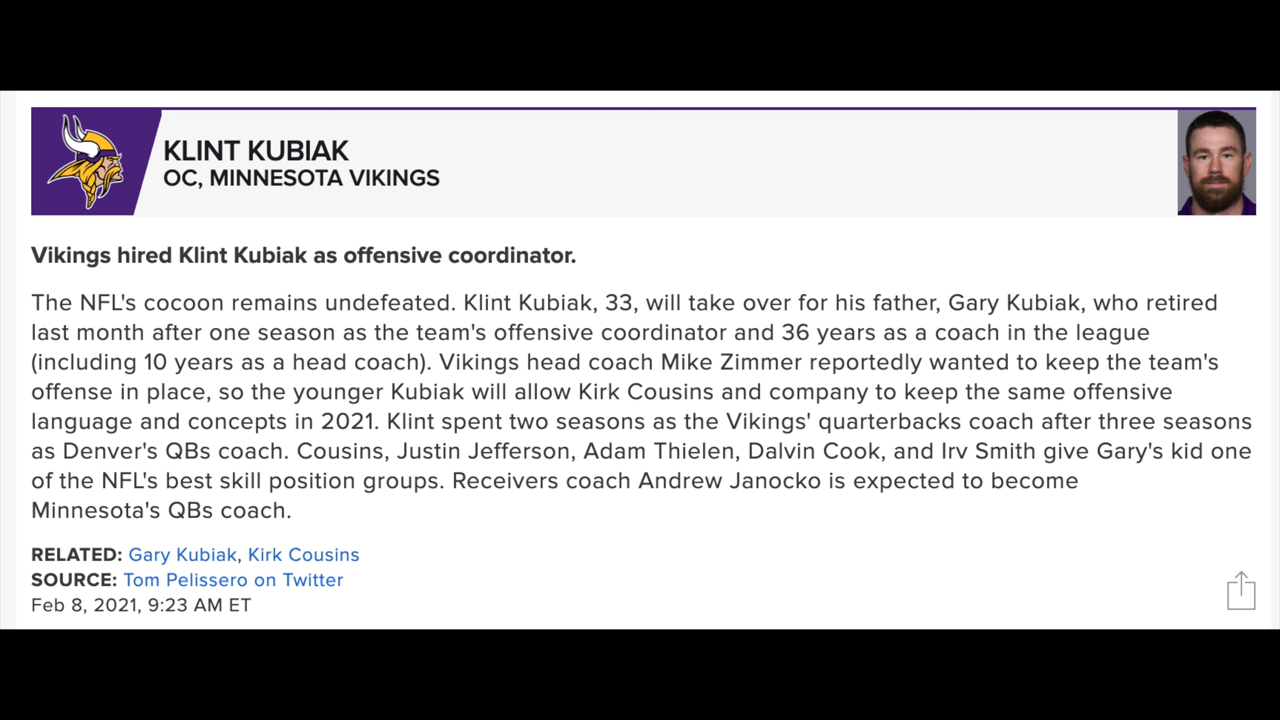 KLINT KUBIAK
OC, MINNESOTA VIKINGS
Vikings hired Klint Kubiak as offensive coordinator.
The NFL's cocoon remains undefeated. Klint Kubiak, 33, will take over for his father, Gary Kubiak, who retired
last month after one season as the team's offensive coordinator and 36 years as a coach in the league
(including 10 years as a head coach). Vikings head coach Mike Zimmer reportedly wanted to keep the team's
offense in place, so the younger Kubiak will allow Kirk Cousins and company to keep the same offensive
language and concepts in 2021. Klint spent two seasons as the Vikings' quarterbacks coach after three seasons
as Denver's QBs coach. Cousins, Justin Jefferson, Adam Thielen, Dalvin Cook, and Irv Smith give Gary's kid one
of the NFL's best skill position groups. Receivers coach Andrew Janocko is expected to become
Minnesota's QBs coach.
RELATED: Gary Kubiak, Kirk Cousins
SOURCE: Tom Pelissero on Twitter
Feb 8, 2021, 9:23 AM ET